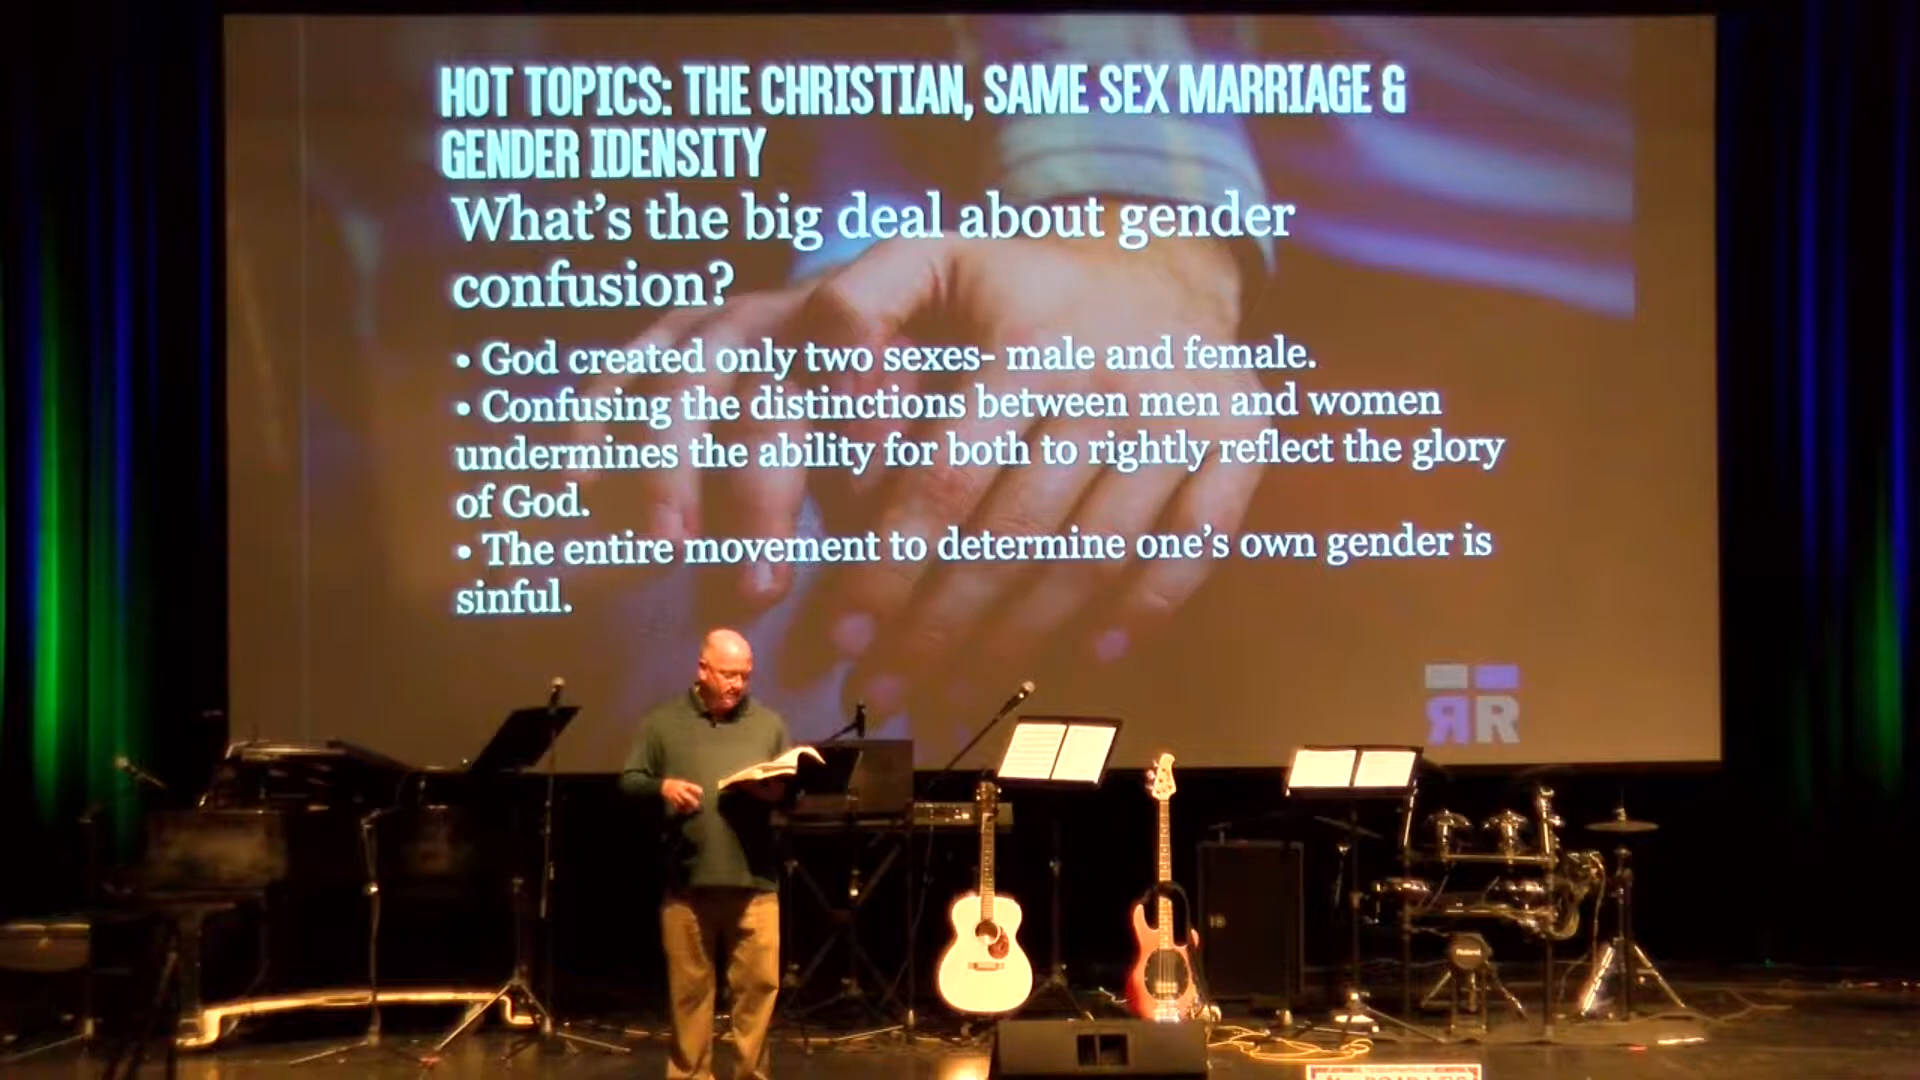 HOT TOPICS: THE CHRISTIAN, SAME SEX MARRIAGE &
GENDER IDENSITY
What's the big deal about gender
confusion?
• God created only two sexes- male and female.
• Confusing the distinctions between men and women
undermines the ability for both to rightly reflect the glory
of God.
• The entire movement to determine one's own gender is
sinful.
RR
Roland